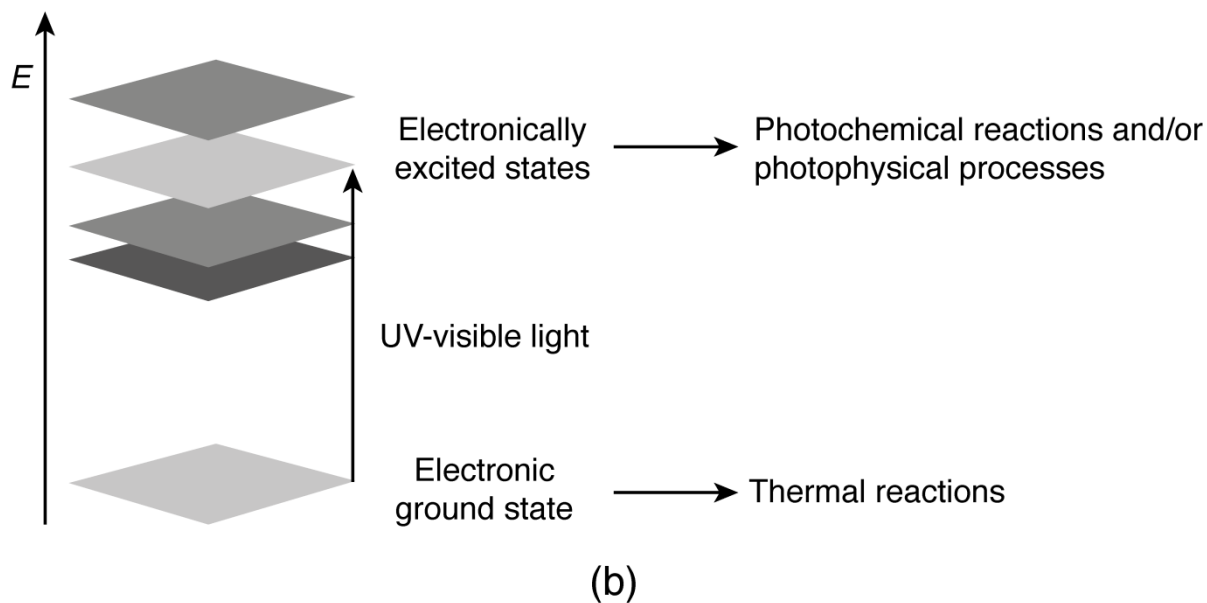 E
Electronically
excited states
Photochemical reactions and/or
photophysical processes
UV-visible light
Electronic
ground state
Thermal reactions
(b)